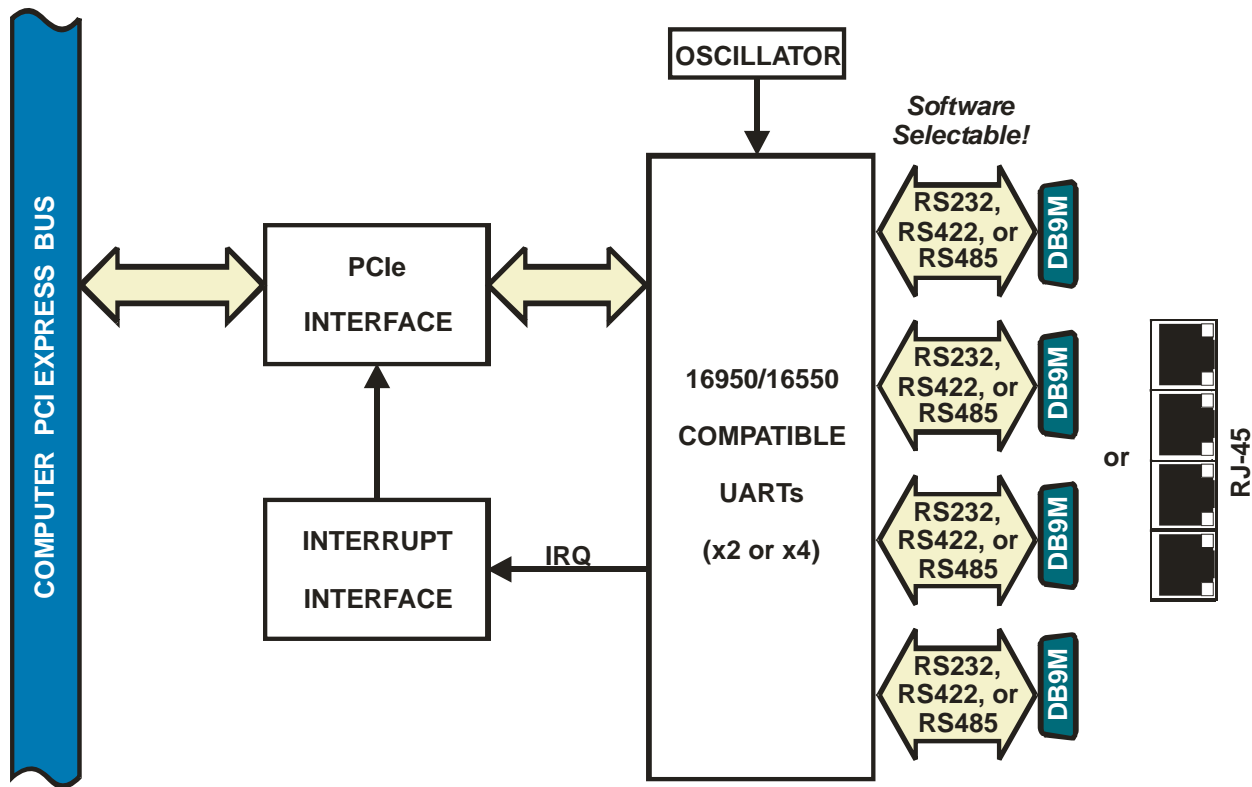 COMPUTER PCI EXPRESS BUS
OSCILLATOR
Software
Selectable!
PCIe
INTERFACE
INTERRUPT
INTERFACE
IRQ
16950/16550
COMPATIBLE
UARTs
(x2 or x4)
RS232,
RS422, or
RS485
DB9M
RS232,
RS422, or
RS485
DB9M
RS232,
RS422, or
RS485
DB9M
RS232,
RS422, or
RS485
DB9M
or
RJ-45